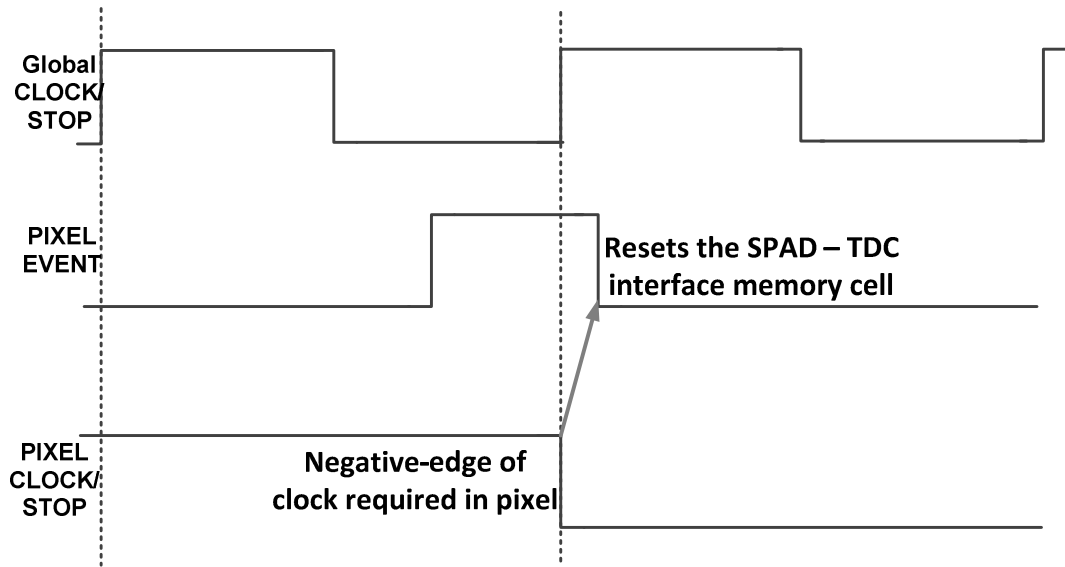 Global
CLOCK/
STOP
PIXEL
EVENT
Resets the SPAD – TDC
interface memory cell
PIXEL
CLOCK/
STOP
Negative-edge of
clock required in pixel